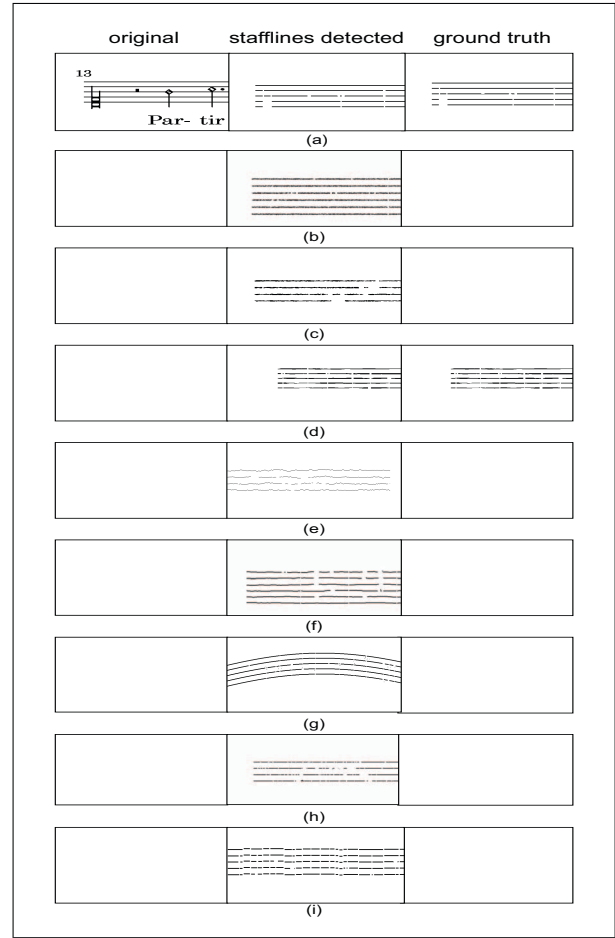 original stafflines detected ground truth
13
Par- tir
(a)
(b)
(c)
(d)
(e)
(f)
(g)
(h)
(i)